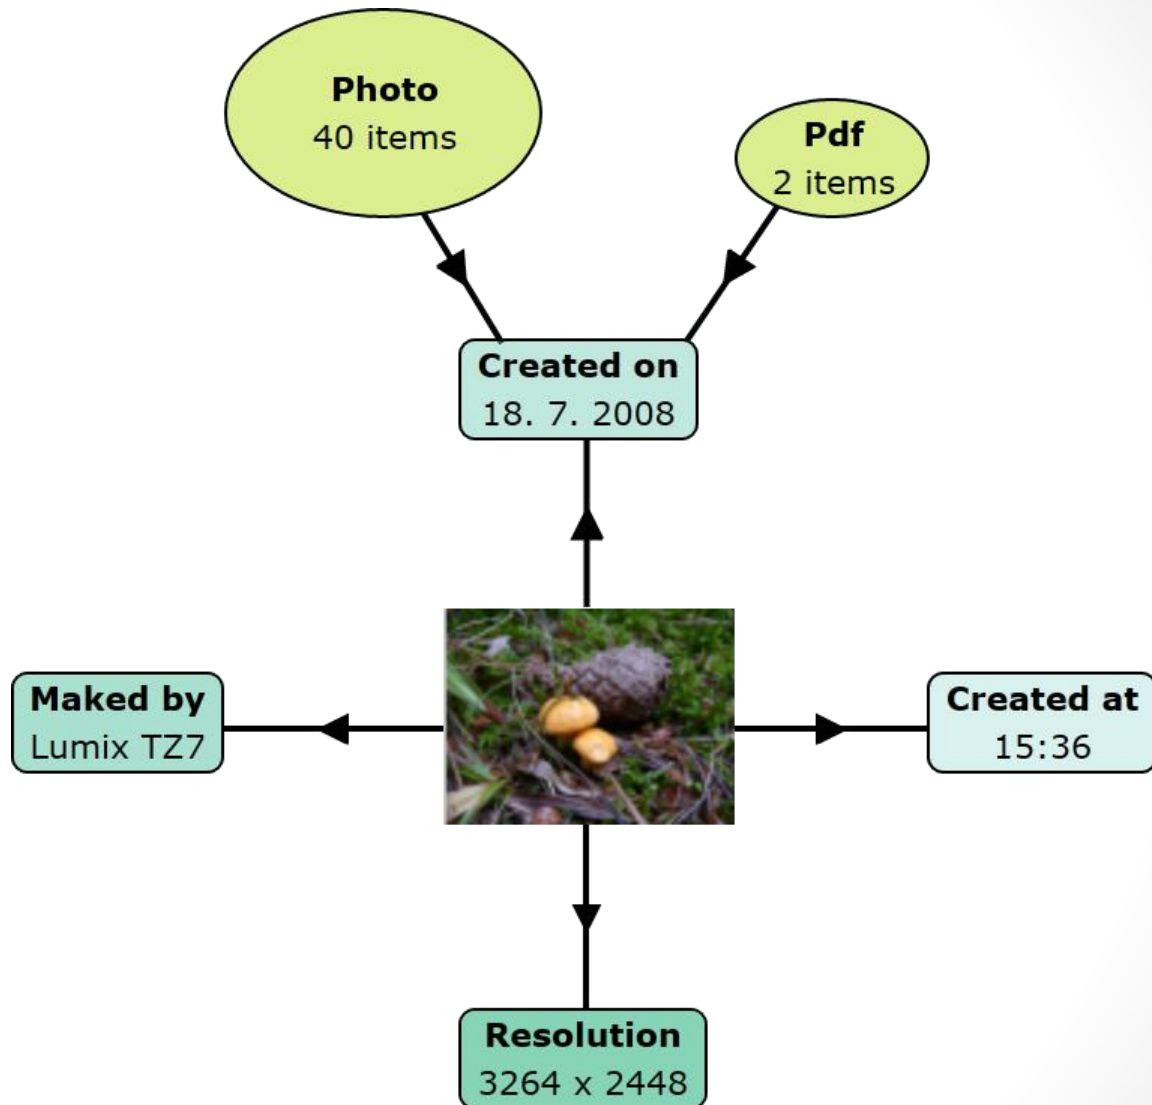 Photo
40 items
Pdf
2 items
Created on
18. 7. 2008
Maked by
Lumix TZ7
Created at
15:36
Resolution
3264 x 2448